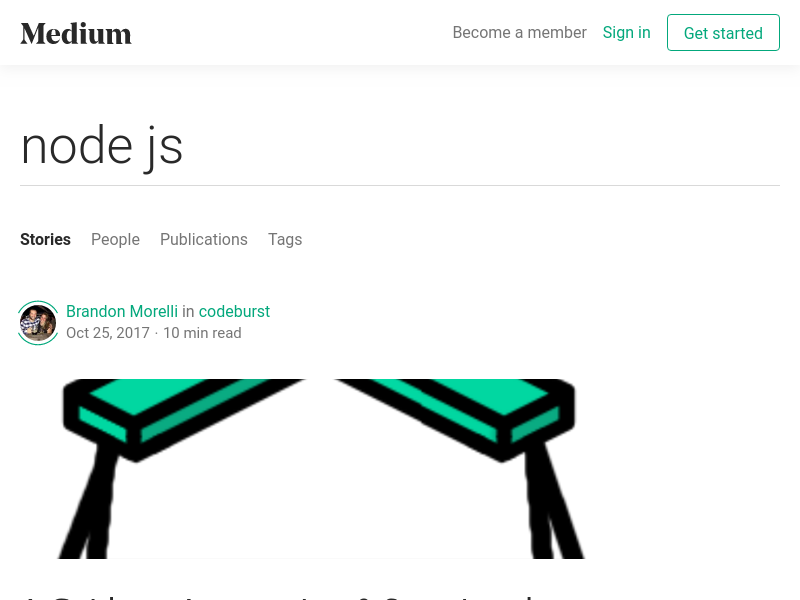 Medium
Become a member Sign in Get started
node js
Stories People Publications Tags
Brandon Morelli in codeburst
Oct 25, 2017 · 10 min read